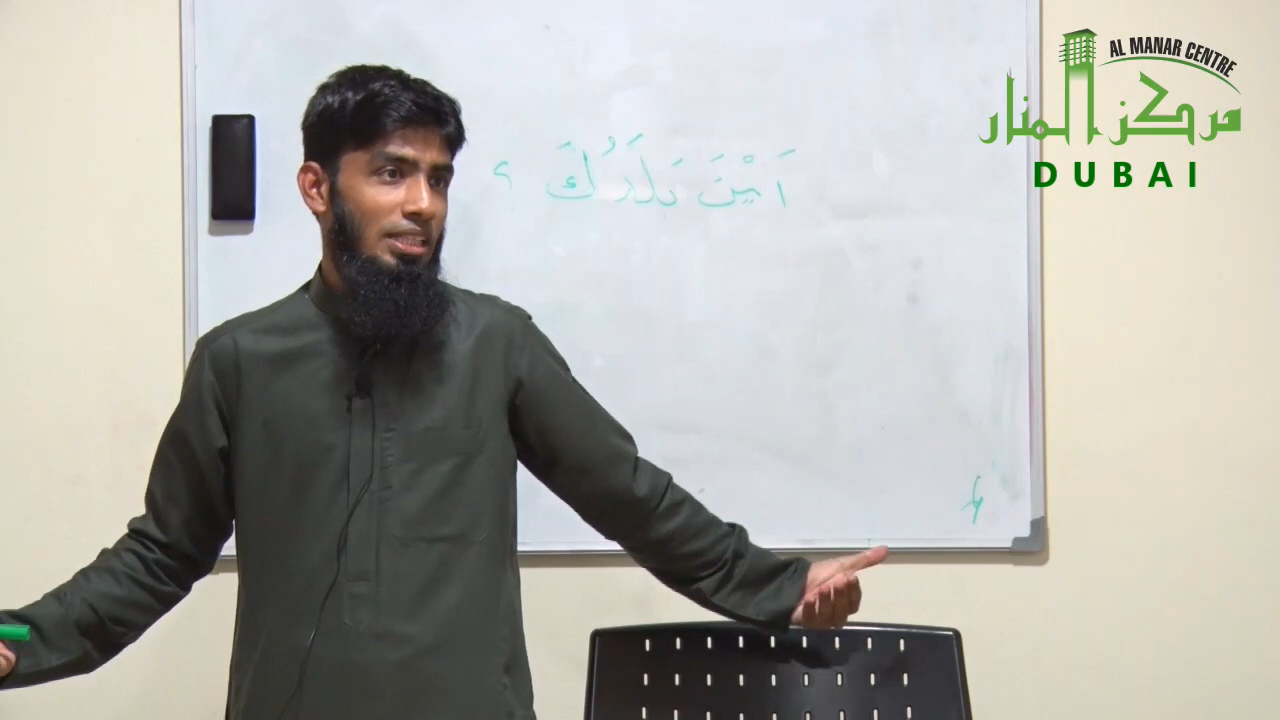 AL MANAR CENTRE
مركز المنار
DUBAI
اَيْنَ بَلَدُكَ ؟